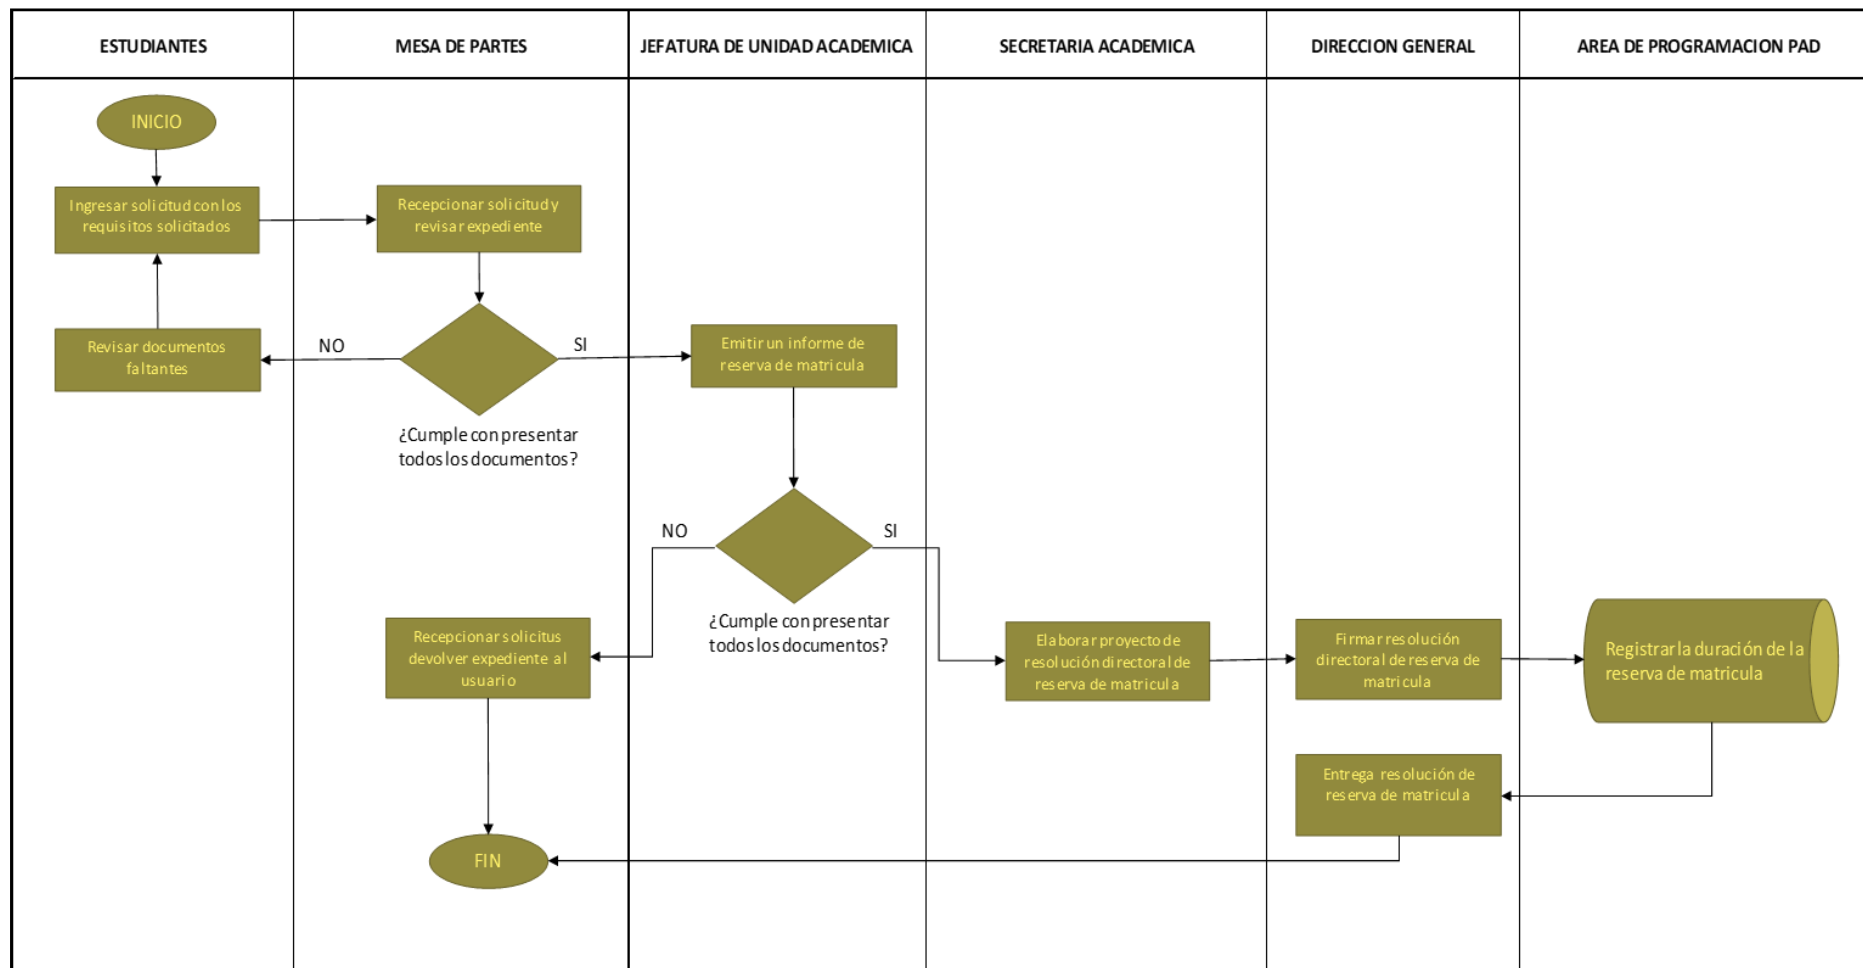 ESTUDIANTES
MESA DE PARTES
JEFATURA DE UNIDAD ACADEMICA
SECRETARIA ACADEMICA
DIRECCION GENERAL
AREA DE PROGRAMACION PAD
INICIO
Ingresar solicitud con los
requisitos solicitados
Recepcionar solicitud y
revisar expediente
Revisar documentos
faltantes
NO
SI
¿Cumple con presentar
todos los documentos?
Emitir un informe de
reserva de matricula
NO
SI
¿Cumple con presentar
todos los documentos?
Recepcionar solicitus
devolver expediente al
usuario
Elaborar proyecto de
resolución directoral de
reserva de matricula
Firmar resolución
directoral de reserva de
matricula
Registrar la duración de la
reserva de matricula
Entrega resolución de
reserva de matricula
FIN